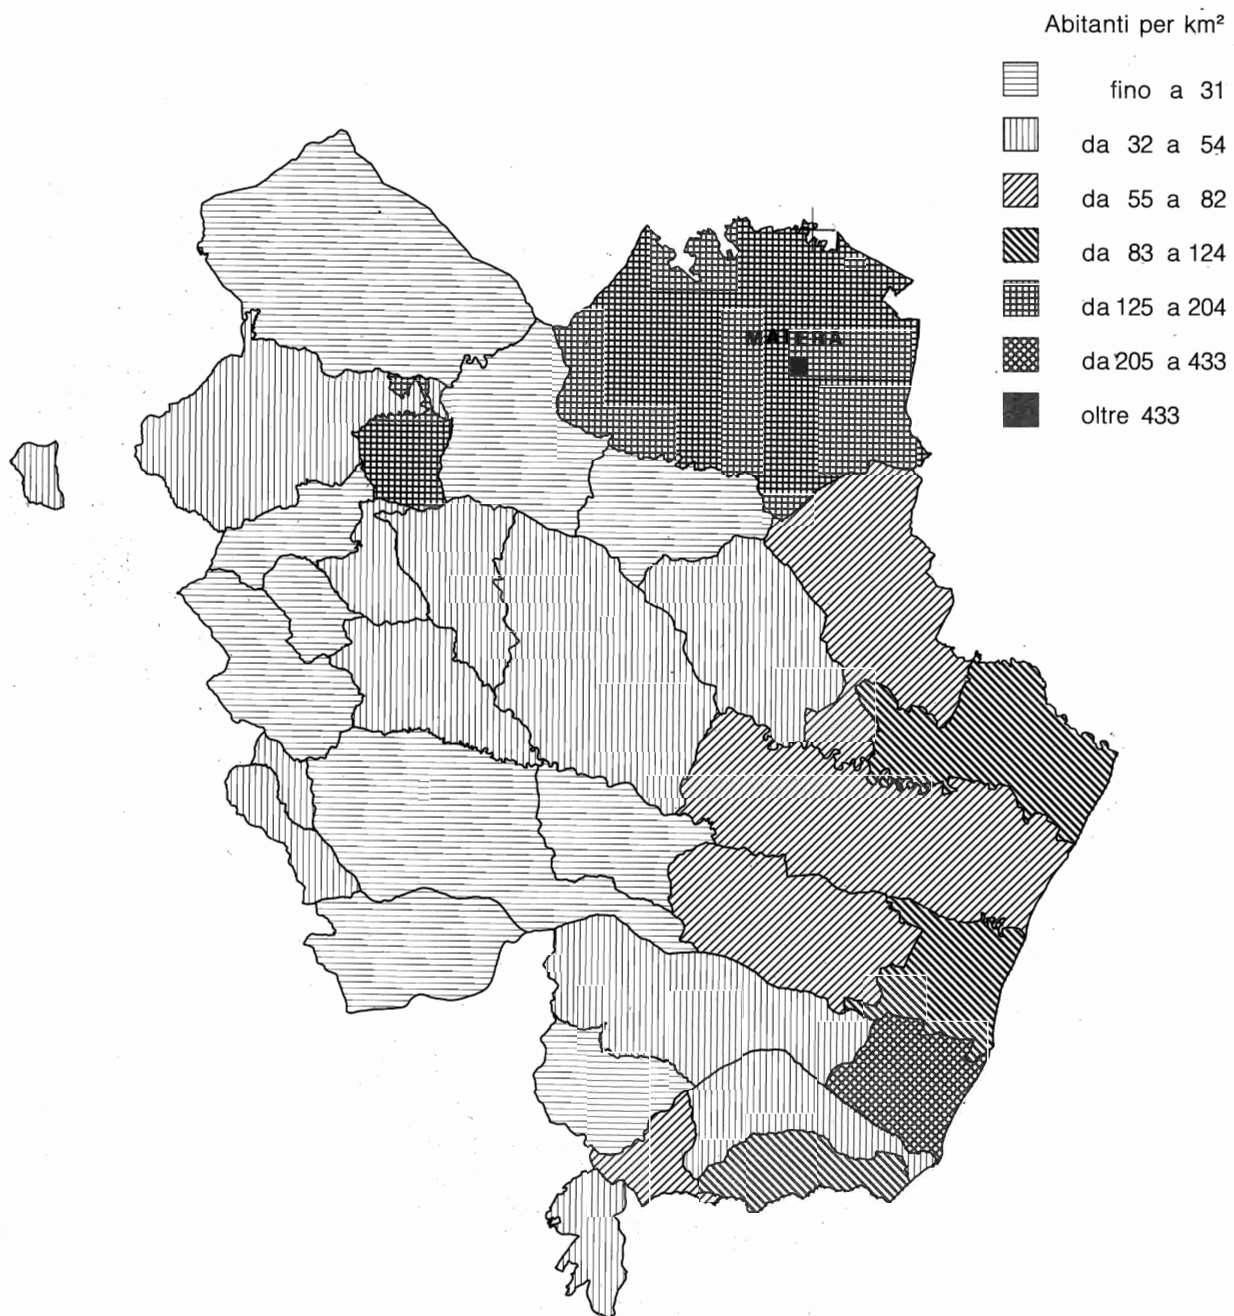 Abitanti per km²
fino a 31
da 32 a 54
da 55 a 82
da 83 a 124
da 125 a 204
MATERA
da 205 a 433
oltre 433